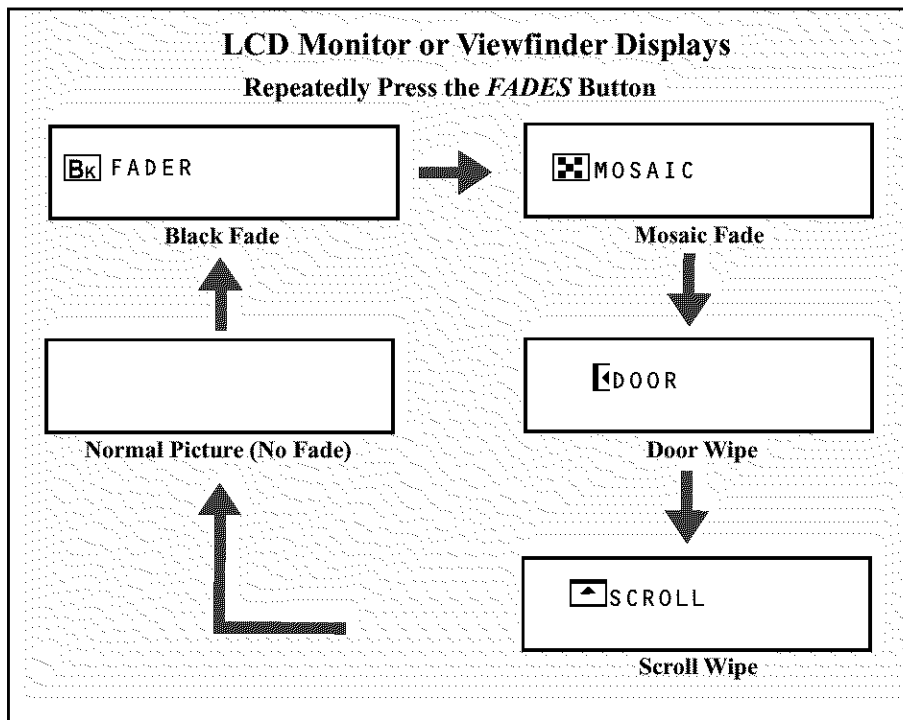 LCD Monitor or Viewfinder Displays
Repeatedly Press the FADES Button
BK FADER
Black Fade
MOSAIC
Mosaic Fade
Normal Picture (No Fade)
DOOR
Door Wipe
SCROLL
Scroll Wipe